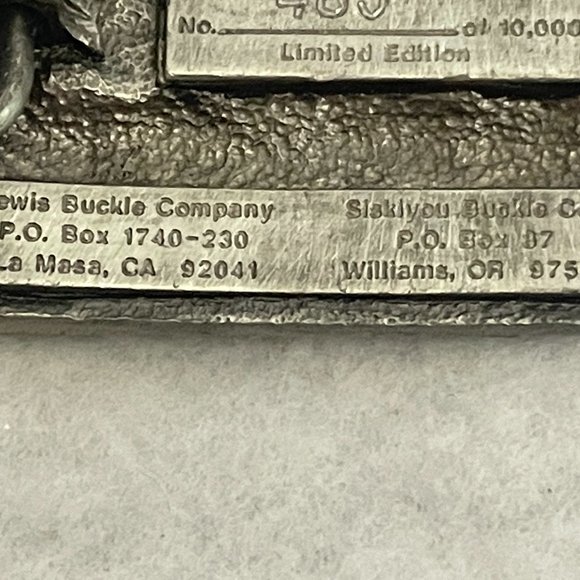 No. of 10,000
Limited Edition
ewis Buckle Company
P.O. Box 1740-230
La Masa, CA 92041
Siskiyou Buckle C
P.O. Box 87
Williams, OR 975